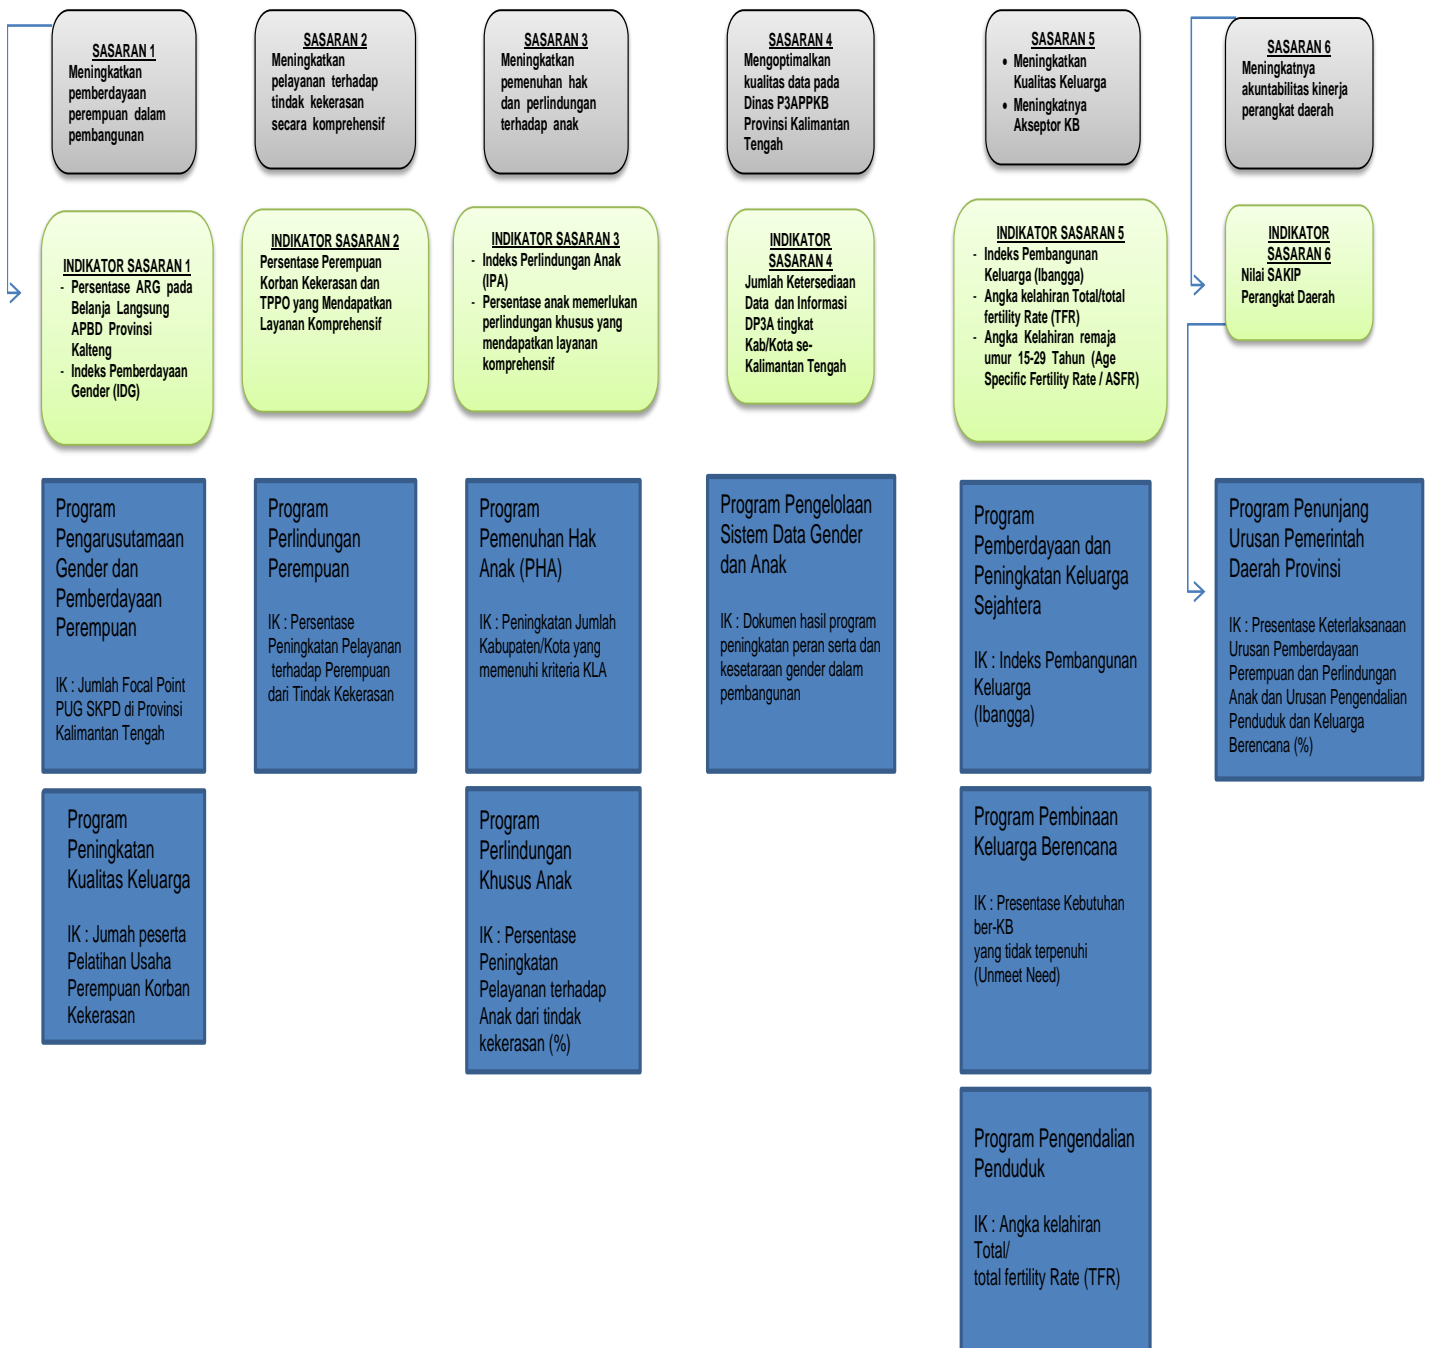 SASARAN 1
Meningkatkan
pemberdayaan
perempuan dalam
pembangunan
SASARAN 2
Meningkatkan
pelayanan terhadap
tindak kekerasan
secara komprehensif
SASARAN 3
Meningkatkan
pemenuhan hak
dan perlindungan
terhadap anak
SASARAN 4
Mengoptimalkan
kualitas data pada
Dinas P3APPKB
Provinsi Kalimantan
Tengah
SASARAN 5
• Meningkatkan
Kualitas Keluarga
• Meningkatnya
Akseptor KB
SASARAN 6
Meningkatnya
akuntabilitas kinerja
perangkat daerah
INDIKATOR SASARAN 1
- Persentase ARG pada
Belanja Langsung
APBD Provinsi
Kalteng
- Indeks Pemberdayaan
Gender (IDG)
INDIKATOR SASARAN 2
Persentase Perempuan
Korban Kekerasan dan
TPPO yang Mendapatkan
Layanan Komprehensif
INDIKATOR SASARAN 3
- Indeks Perlindungan Anak
(IPA)
- Persentase anak memerlukan
perlindungan khusus yang
mendapatkan layanan
komprehensif
INDIKATOR
SASARAN 4
Jumlah Ketersediaan
Data dan Informasi
DP3A tingkat
Kab/Kota se-
Kalimantan Tengah
INDIKATOR SASARAN 5
- Indeks Pembangunan
Keluarga (Ibangga)
- Angka kelahiran Total/total
fertility Rate (TFR)
- Angka Kelahiran remaja
umur 15-29 Tahun (Age
Specific Fertility Rate / ASFR)
INDIKATOR
SASARAN 6
Nilai SAKIP
Perangkat Daerah
Program
Pengarusutamaan
Gender dan
Pemberdayaan
Perempuan
IK : Jumlah Focal Point
PUG SKPD di Provinsi
Kalimantan Tengah
Program
Perlindungan
Perempuan
IK : Persentase
Peningkatan Pelayanan
terhadap Perempuan
dari Tindak Kekerasan
Program
Pemenuhan Hak
Anak (PHA)
IK : Peningkatan Jumlah
Kabupaten/Kota yang
memenuhi kriteria KLA
Program Pengelolaan
Sistem Data Gender
dan Anak
IK : Dokumen hasil program
peningkatan peran serta dan
kesetaraan gender dalam
pembangunan
Program
Pemberdayaan dan
Peningkatan Keluarga
Sejahtera
IK : Indeks Pembangunan
Keluarga
(Ibangga)
Program Penunjang
Urusan Pemerintah
Daerah Provinsi
IK : Presentase Keterlaksanaan
Urusan Pemberdayaan
Perempuan dan Perlindungan
Anak dan Urusan Pengendalian
Penduduk dan Keluarga
Berencana (%)
Program
Peningkatan
Kualitas Keluarga
IK : Jumah peserta
Pelatihan Usaha
Perempuan Korban
Kekerasan
Program
Perlindungan
Khusus Anak
IK : Persentase
Peningkatan
Pelayanan terhadap
Anak dari tindak
kekerasan (%)
Program Pembinaan
Keluarga Berencana
IK : Presentase Kebutuhan
ber-KB
yang tidak terpenuhi
(Unmeet Need)
Program Pengendalian
Penduduk
IK : Angka kelahiran
Total/
total fertility Rate (TFR)